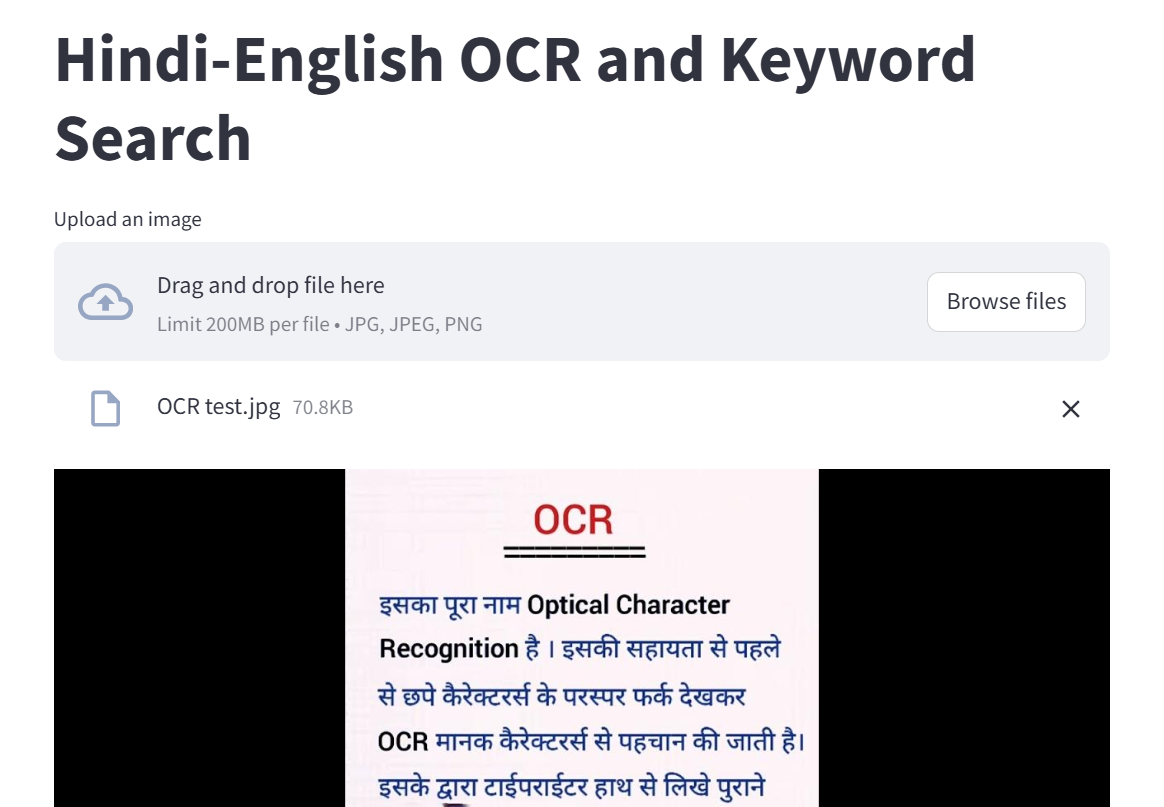 Hindi-English OCR and Keyword
Search
Upload an image
Drag and drop file here
Limit 200MB per file • JPG, JPEG, PNG
Browse files
OCR test.jpg 70.8KB
OCR
इसका पूरा नाम Optical Character
Recognition है । इसकी सहायता से पहले
से छपे कैरेक्टरर्स के परस्पर फर्क देखकर
OCR मानक कैरेक्टरर्स से पहचान की जाती है।
इसके द्वारा टाईपराईटर हाथ से लिखे पुराने